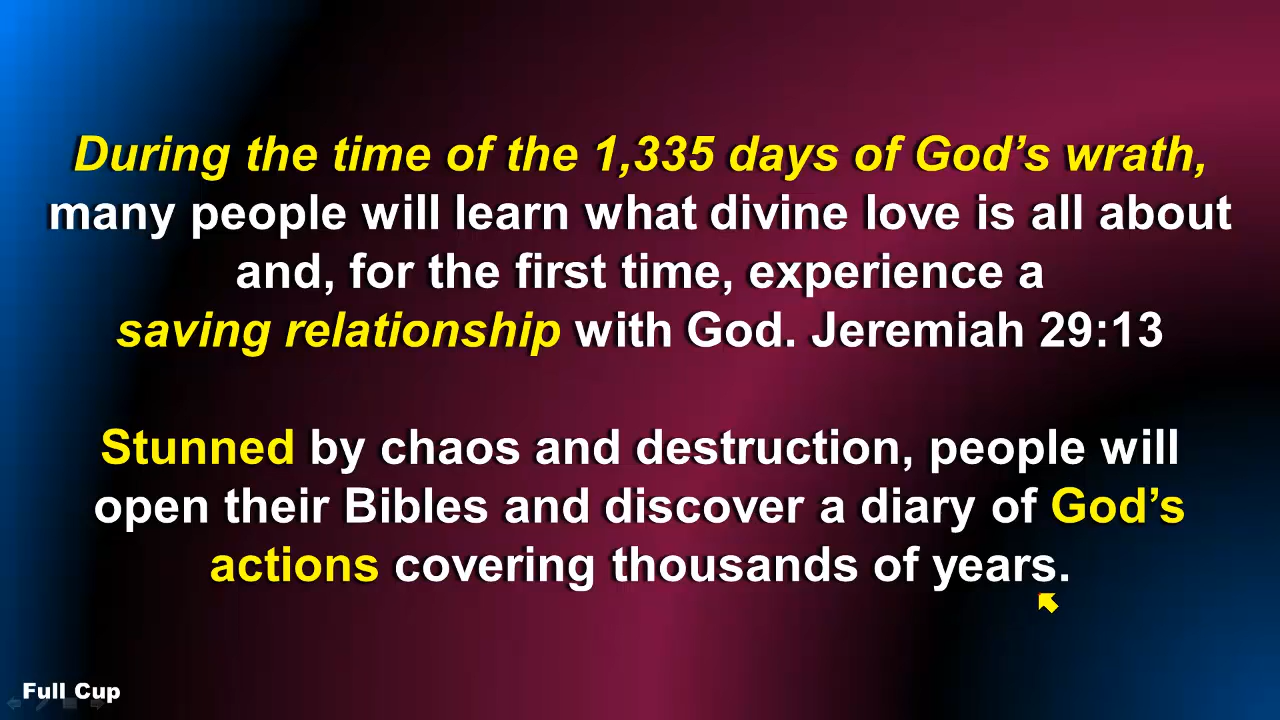 During the time of the 1,335 days of God’s wrath,
many people will learn what divine love is all about
and, for the first time, experience a
saving relationship with God. Jeremiah 29:13
Stunned by chaos and destruction, people will
open their Bibles and discover a diary of God’s
actions covering thousands of years.
Full Cup